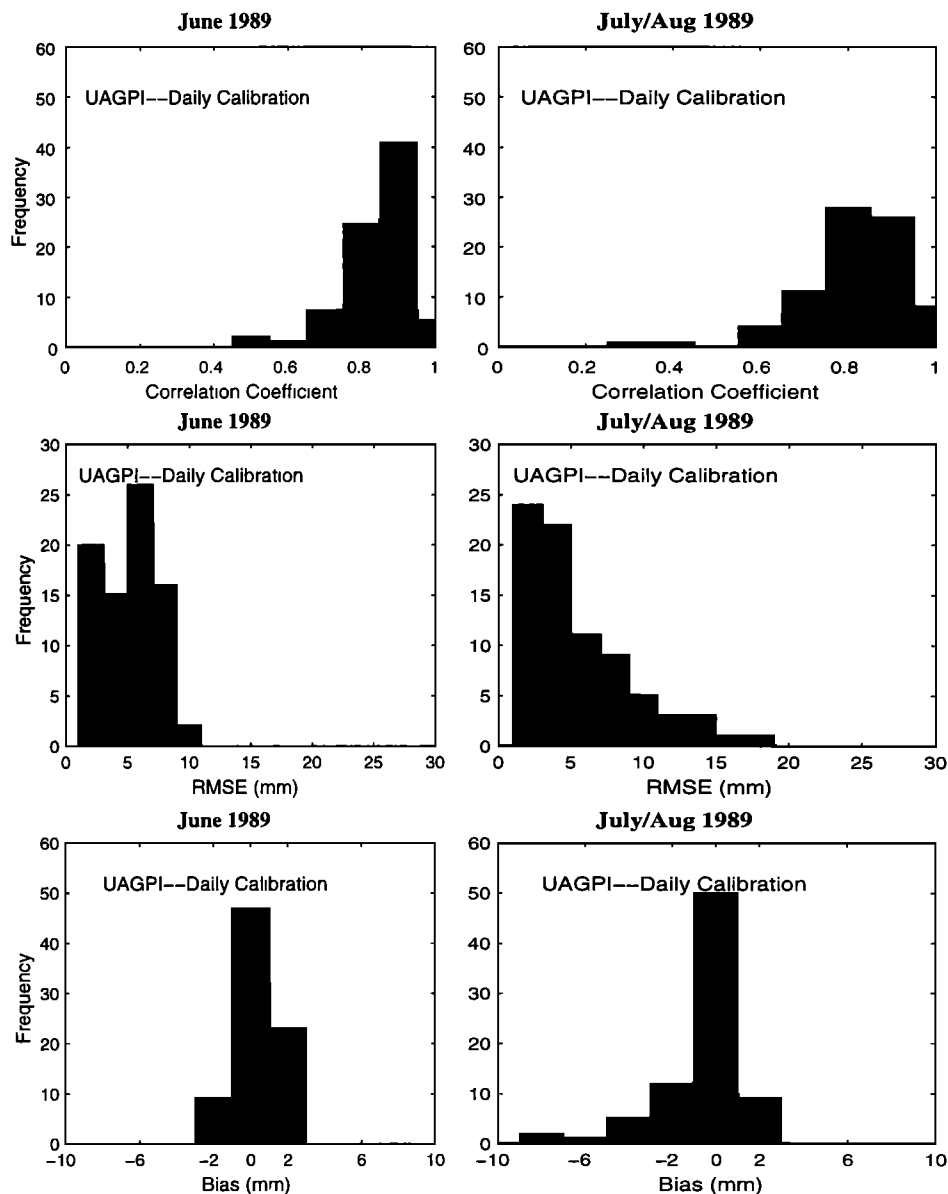 June 1989
60
50
40
30
20
10
0
Frequency
UAGPI--Daily Calibration
0 0.2 0.4 0.6 0.8 1
Correlation Coefficient
July/Aug 1989
60
50
40
30
20
10
0
UAGPI--Daily Calibration
0 0.2 0.4 0.6 0.8 1
Correlation Coefficient
June 1989
30
25
20
15
10
5
0
Frequency
UAGPI--Daily Calibration
0 5 10 15 20 25 30
RMSE (mm)
July/Aug 1989
30
25
20
15
10
5
0
UAGPI--Daily Calibration
0 5 10 15 20 25 30
RMSE (mm)
June 1989
60
50
40
30
20
10
0
Frequency
UAGPI--Daily Calibration
-10 -6 -2 0 2 6 10
Bias (mm)
July/Aug 1989
60
50
40
30
20
10
0
UAGPI--Daily Calibration
-10 -6 -2 0 2 6 10
Bias (mm)